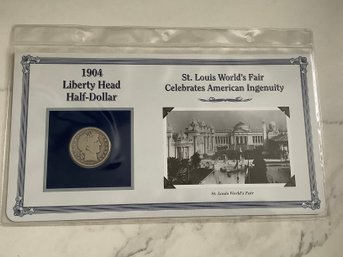 1904
Liberty Head
Half-Dollar
St. Louis World's Fair
Celebrates American Ingenuity
St. Louis World's Fair